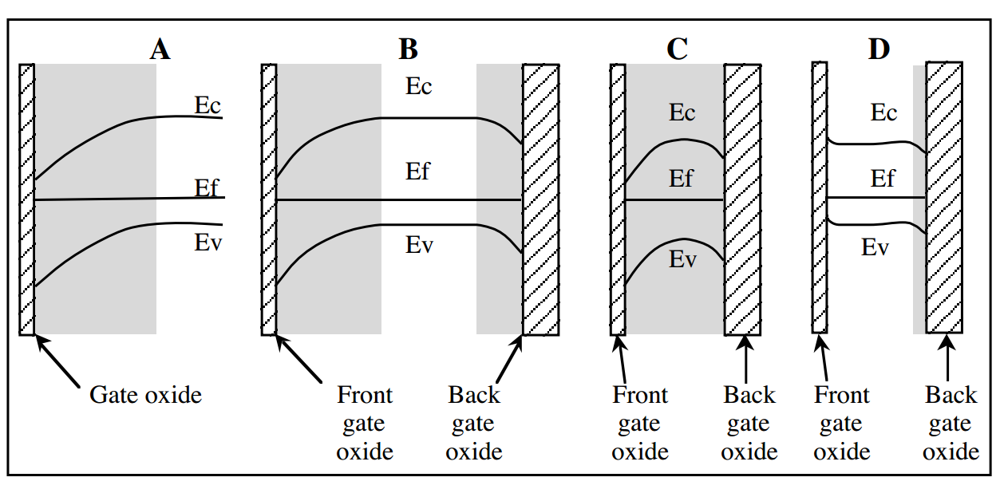 A
B
C
D
Ec
Ef
Ev
Ec
Ef
Ev
Ec
Ef
Ev
Ec
Ef
Ev
Gate oxide
Front
gate
oxide
Back
gate
oxide
Front
gate
oxide
Back
gate
oxide
Front
gate
oxide
Back
gate
oxide